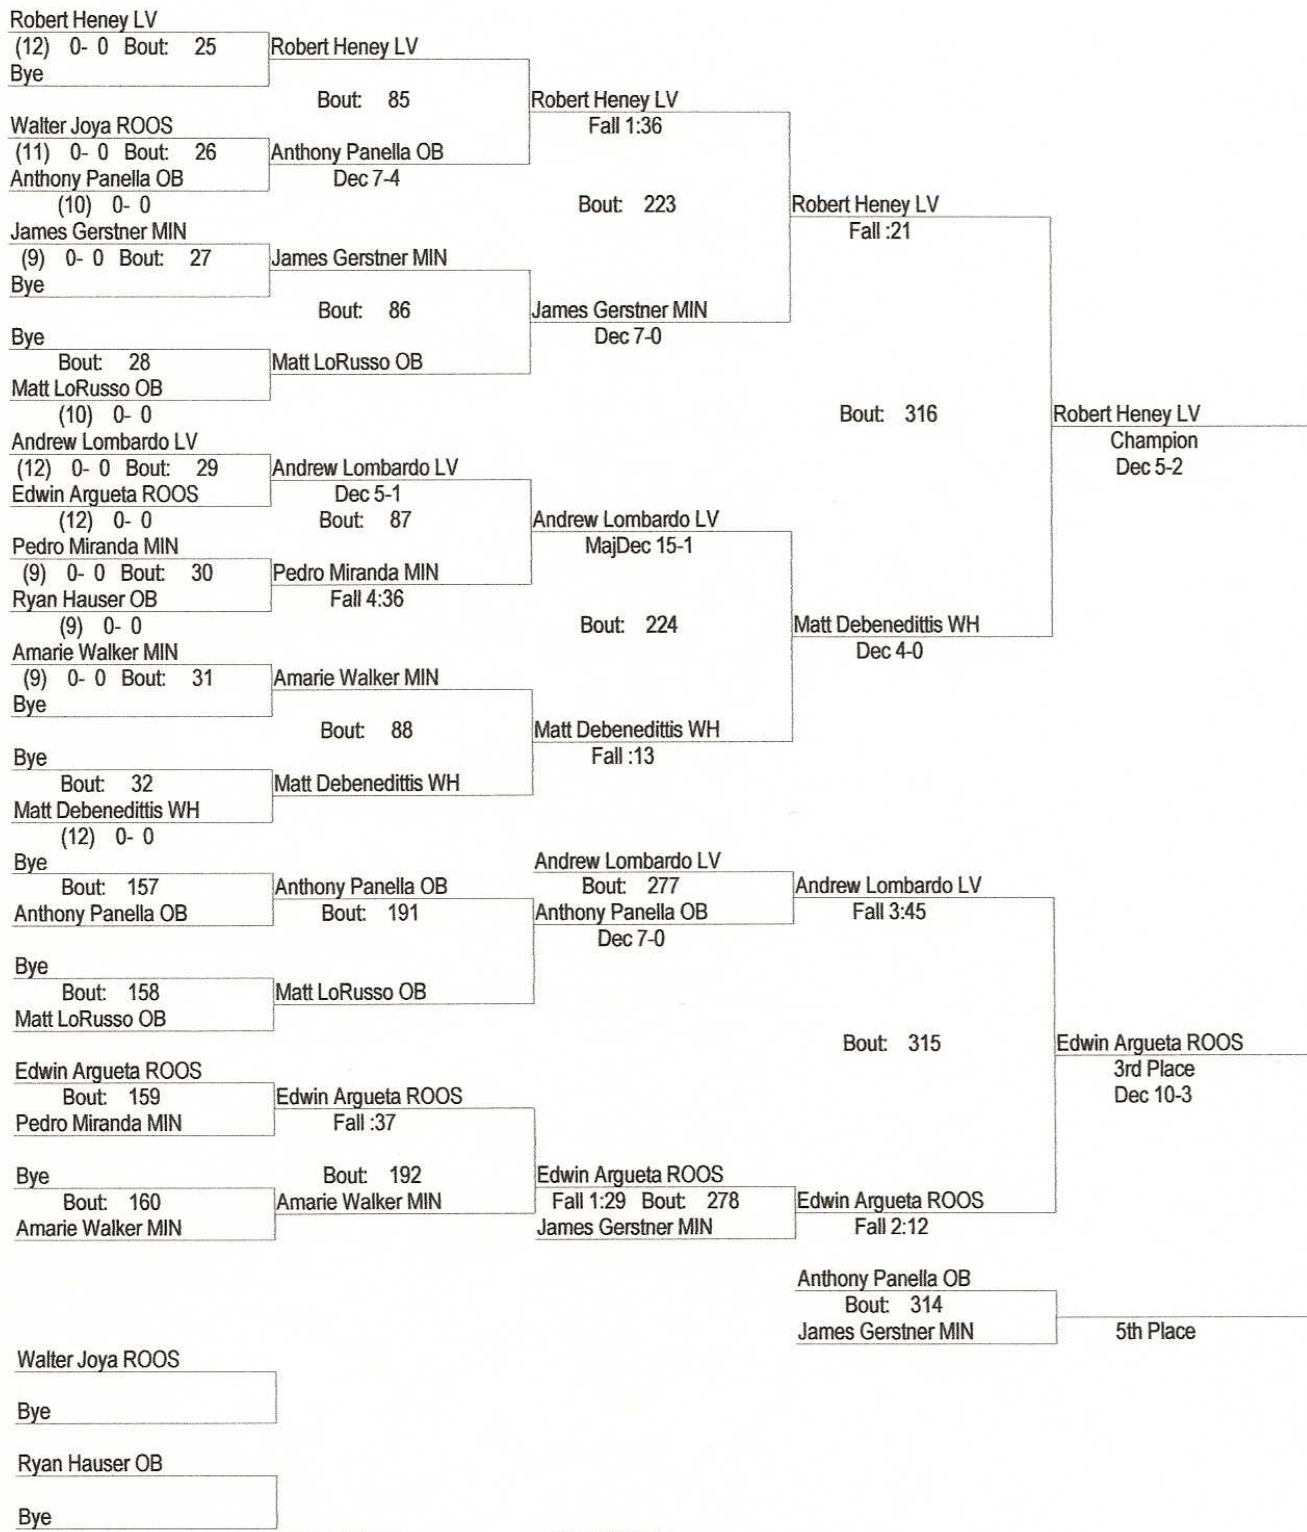 Robert Heney LV
(12) 0- 0 Bout: 25
Bye
Robert Heney LV
Bout: 85
Walter Joya ROOS
(11) 0- 0 Bout: 26
Anthony Panella OB
(10) 0- 0
Anthony Panella OB
Dec 7-4
Robert Heney LV
Fall 1:36
Bout: 223
James Gerstner MIN
(9) 0- 0 Bout: 27
Bye
James Gerstner MIN
Bout: 86
Bye
Bout: 28
Matt LoRusso OB
(10) 0- 0
Matt LoRusso OB
James Gerstner MIN
Dec 7-0
Robert Heney LV
Fall :21
Bout: 316
Andrew Lombardo LV
(12) 0- 0 Bout: 29
Edwin Argueta ROOS
(12) 0- 0
Andrew Lombardo LV
Dec 5-1
Bout: 87
Pedro Miranda MIN
(9) 0- 0 Bout: 30
Ryan Hauser OB
(9) 0- 0
Pedro Miranda MIN
Fall 4:36
Andrew Lombardo LV
MajDec 15-1
Bout: 224
Amarie Walker MIN
(9) 0- 0 Bout: 31
Bye
Amarie Walker MIN
Bout: 88
Bye
Bout: 32
Matt Debenedittis WH
(12) 0- 0
Matt Debenedittis WH
Matt Debenedittis WH
Fall :13
Matt Debenedittis WH
Dec 4-0
Robert Heney LV
Champion
Dec 5-2
Bye
Bout: 157
Anthony Panella OB
Anthony Panella OB
Bout: 191
Bye
Bout: 158
Matt LoRusso OB
Matt LoRusso OB
Andrew Lombardo LV
Bout: 277
Anthony Panella OB
Dec 7-0
Andrew Lombardo LV
Fall 3:45
Bout: 315
Edwin Argueta ROOS
Bout: 159
Pedro Miranda MIN
Edwin Argueta ROOS
Fall :37
Bout: 192
Bye
Bout: 160
Amarie Walker MIN
Amarie Walker MIN
Edwin Argueta ROOS
Fall 1:29 Bout: 278
James Gerstner MIN
Edwin Argueta ROOS
Fall 2:12
Edwin Argueta ROOS
3rd Place
Dec 10-3
Anthony Panella OB
Bout: 314
James Gerstner MIN
5th Place
Walter Joya ROOS
Bye
Ryan Hauser OB
Bye